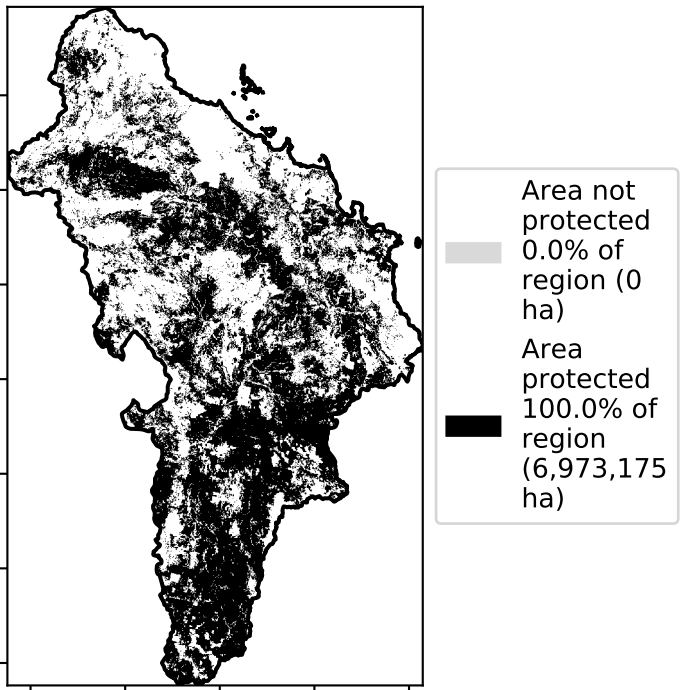 Area not
protected
0.0% of
region (0
ha)
Area
protected
100.0% of
region
(6,973,175
ha)